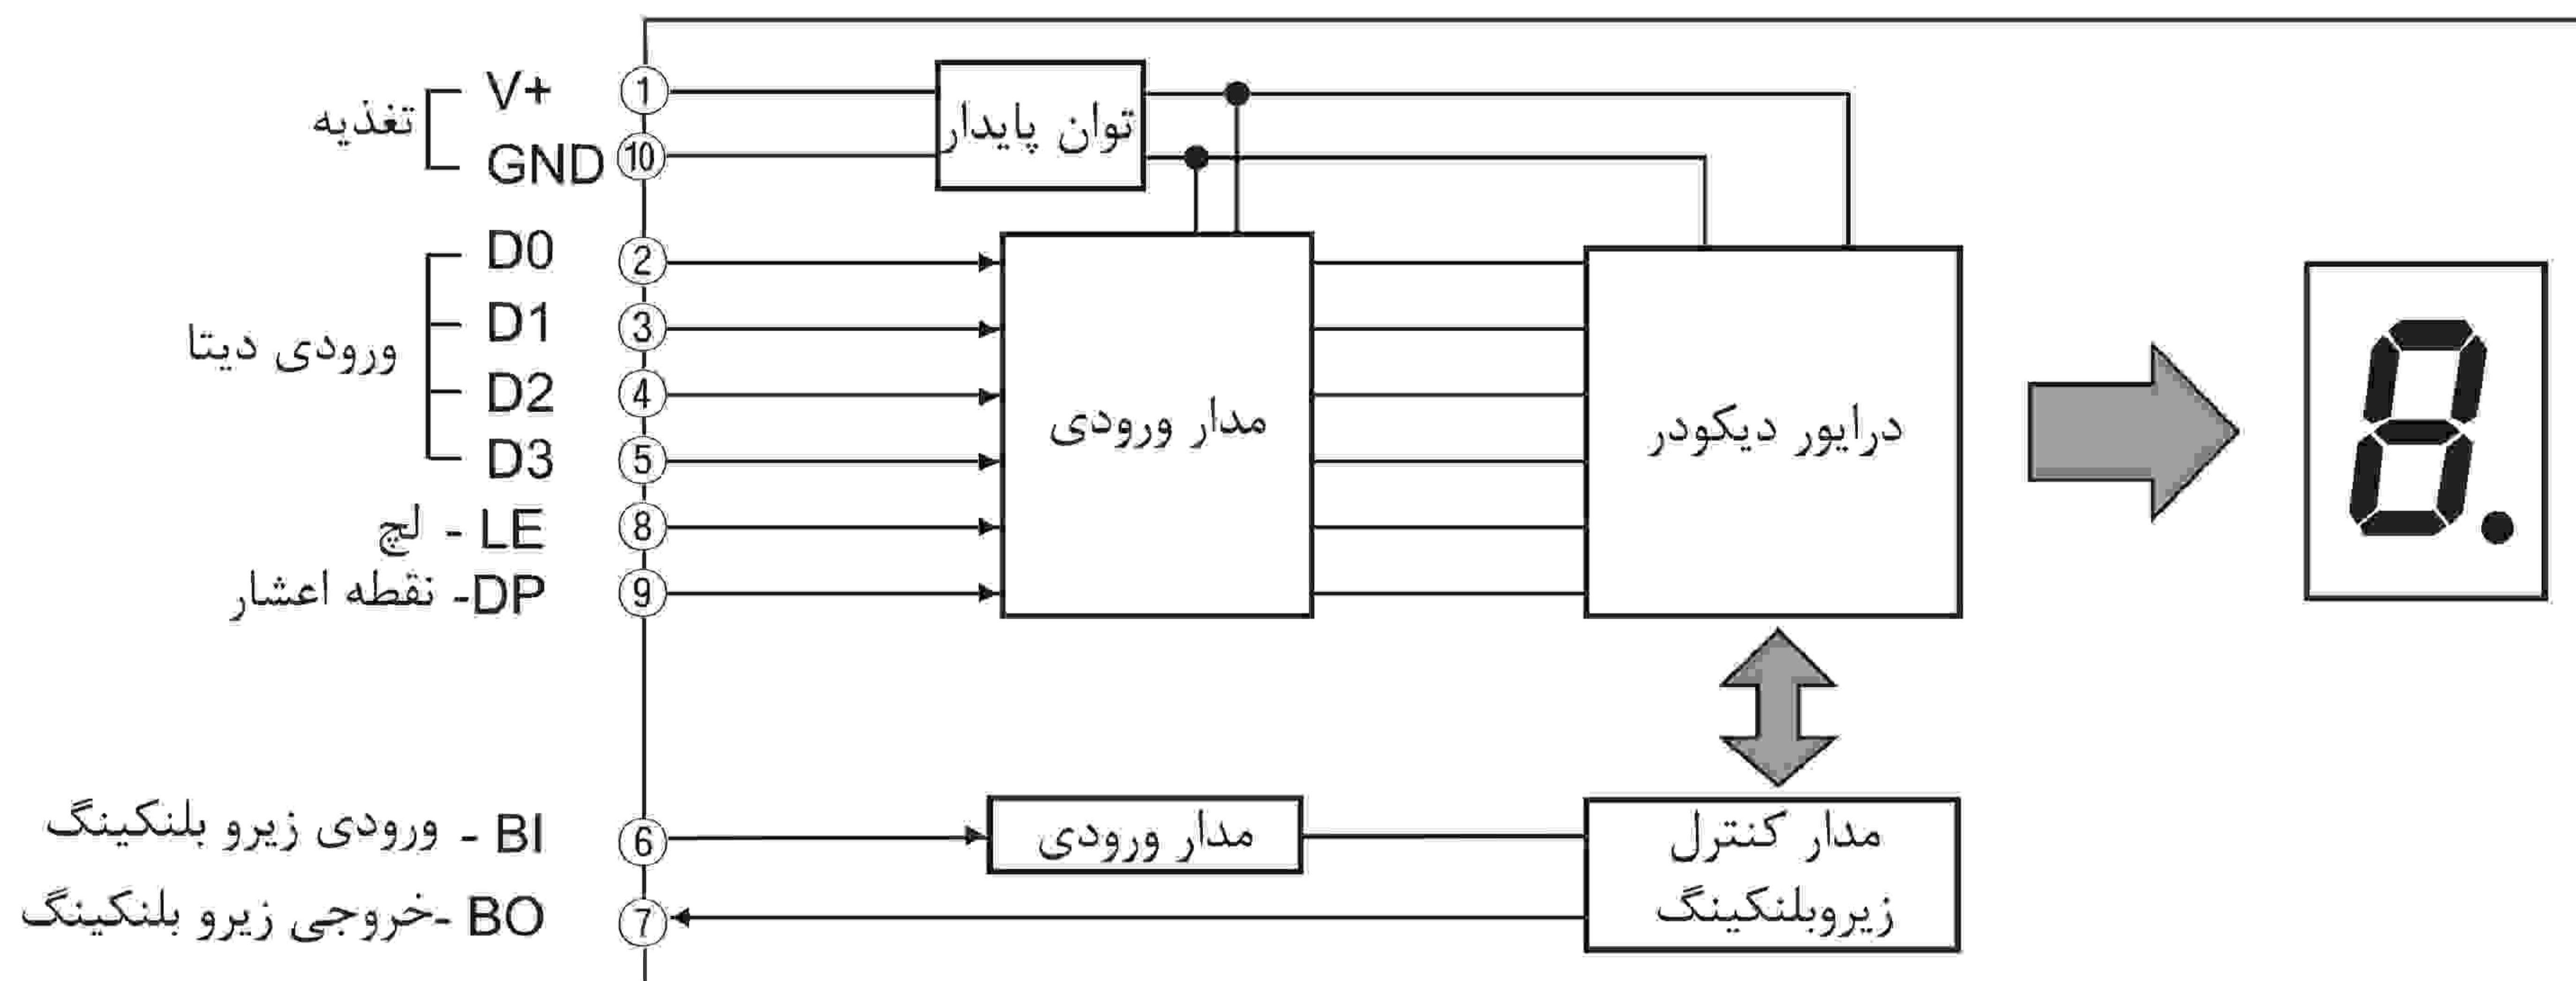 تغذیه
V+
1
GND
10
توان پایدار
ورودی دیتا
D0
2
D1
3
D2
4
D3
5
لچ - LE
8
نقطه اعشار -DP
9
مدار ورودی
درایور دیکودر
8.
ورودی زیرو بلنکینگ - BI
6
مدار ورودی
خروجی زیرو بلنکینگ -BO
7
مدار کنترل
زیروبلنکینگ